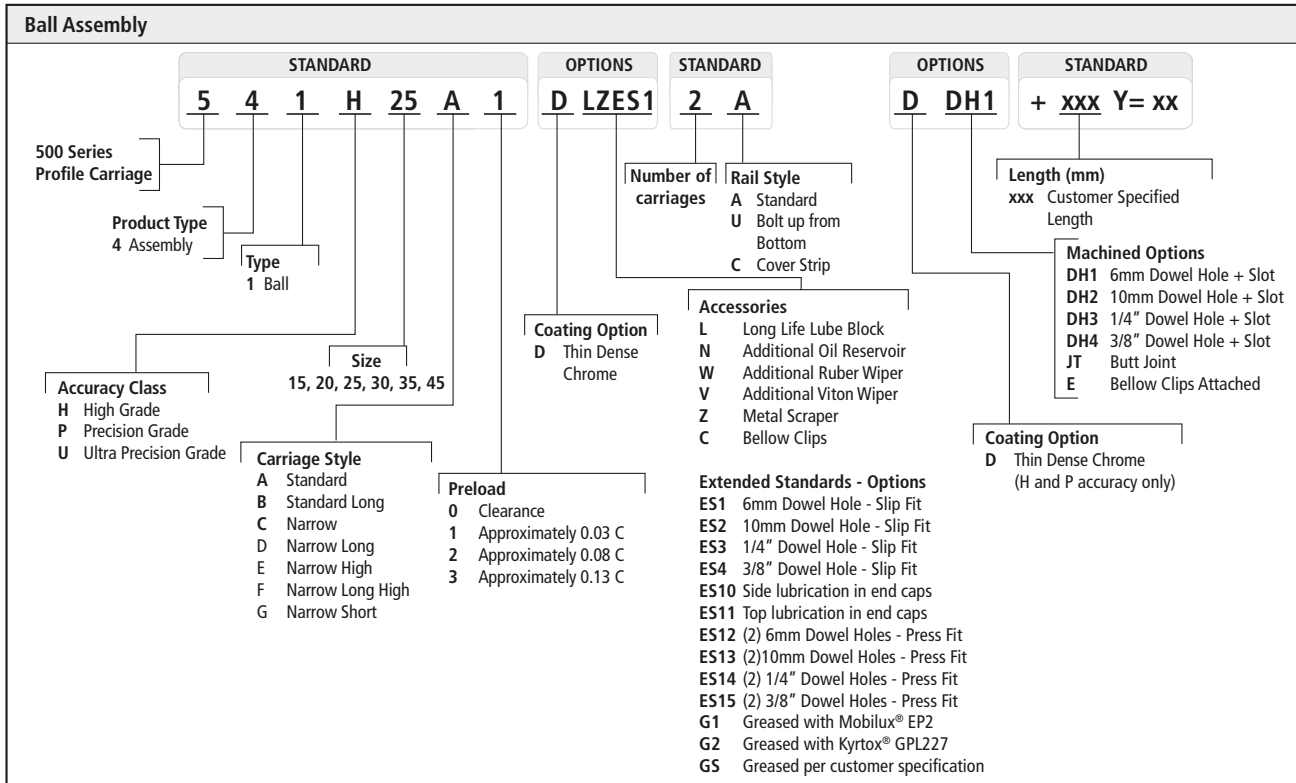 Ball Assembly
STANDARD OPTIONS STANDARD OPTIONS STANDARD
5 4 1 H 25 A 1 D LZES1 2 A D DH1 + xxx Y= xx
500 Series
Profile Carriage
Product Type
4 Assembly
Type
1 Ball
Accuracy Class
H High Grade
P Precision Grade
U Ultra Precision Grade
Size
15, 20, 25, 30, 35, 45
Carriage Style
A Standard
B Standard Long
C Narrow
D Narrow Long
E Narrow High
F Narrow Long High
G Narrow Short
Preload
0 Clearance
1 Approximately 0.03 C
2 Approximately 0.08 C
3 Approximately 0.13 C
Coating Option
D Thin Dense
Chrome
Number of
carriages
Rail Style
A Standard
U Bolt up from
Bottom
C Cover Strip
Accessories
L Long Life Lube Block
N Additional Oil Reservoir
W Additional Ruber Wiper
V Additional Viton Wiper
Z Metal Scraper
C Bellow Clips
Extended Standards - Options
ES1 6mm Dowel Hole - Slip Fit
ES2 10mm Dowel Hole - Slip Fit
ES3 1/4” Dowel Hole - Slip Fit
ES4 3/8” Dowel Hole - Slip Fit
ES10 Side lubrication in end caps
ES11 Top lubrication in end caps
ES12 (2) 6mm Dowel Holes - Press Fit
ES13 (2)10mm Dowel Holes - Press Fit
ES14 (2) 1/4” Dowel Holes - Press Fit
ES15 (2) 3/8” Dowel Holes - Press Fit
G1 Greased with Mobilux® EP2
G2 Greased with Kyrtox® GPL227
GS Greased per customer specification
Length (mm)
xxx Customer Specified
Length
Machined Options
DH1 6mm Dowel Hole + Slot
DH2 10mm Dowel Hole + Slot
DH3 1/4” Dowel Hole + Slot
DH4 3/8” Dowel Hole + Slot
JT Butt Joint
E Bellow Clips Attached
Coating Option
D Thin Dense Chrome
(H and P accuracy only)